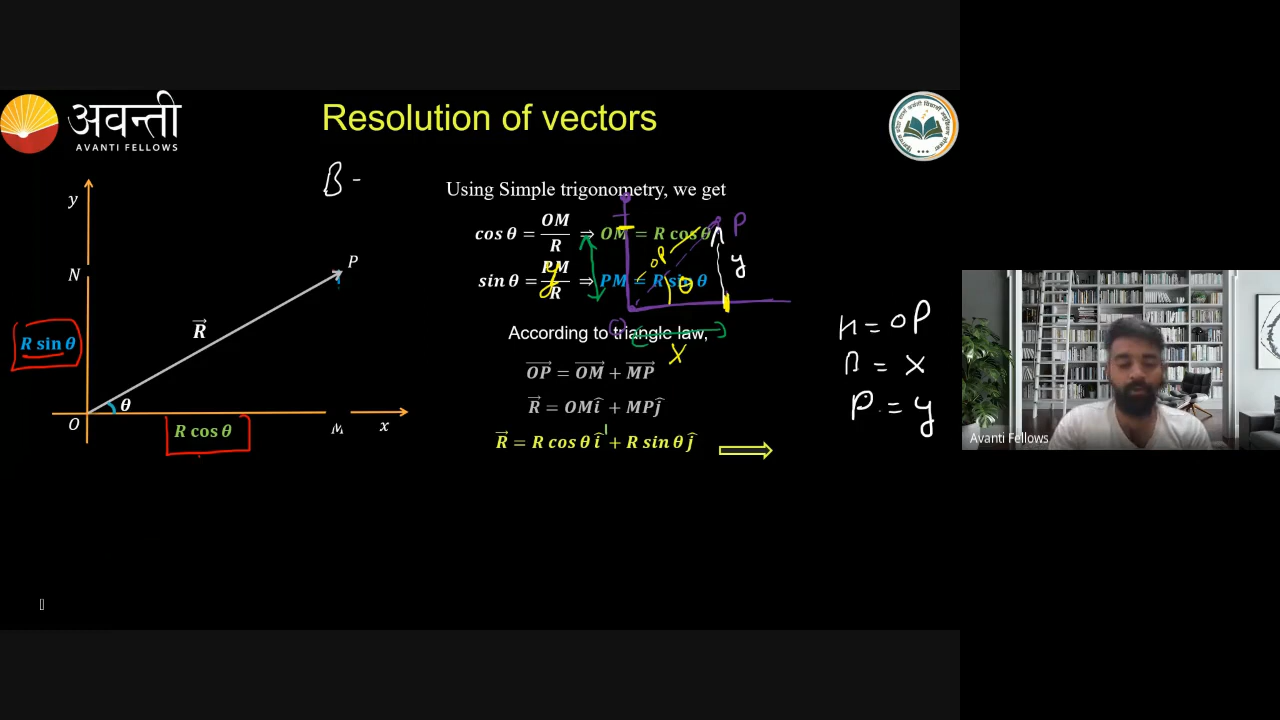 अवन्ती
AVANTI FELLOWS
Resolution of vectors
B -
y
N
P
R⃗
R sin θ
θ
O
R cos θ
M
x
Using Simple trigonometry, we get
cos θ = OM/R ⇒ OM = R cos θ
sin θ = PM/R ⇒ PM = R sin θ
According to triangle law,
OP⃗ = OM⃗ + MP⃗
R⃗ = OMî + MPĵ
R⃗ = R cos θ î + R sin θ ĵ
P
OP
y
y
θ
O
x
H = OP
B = x
P = y
Avanti Fellows